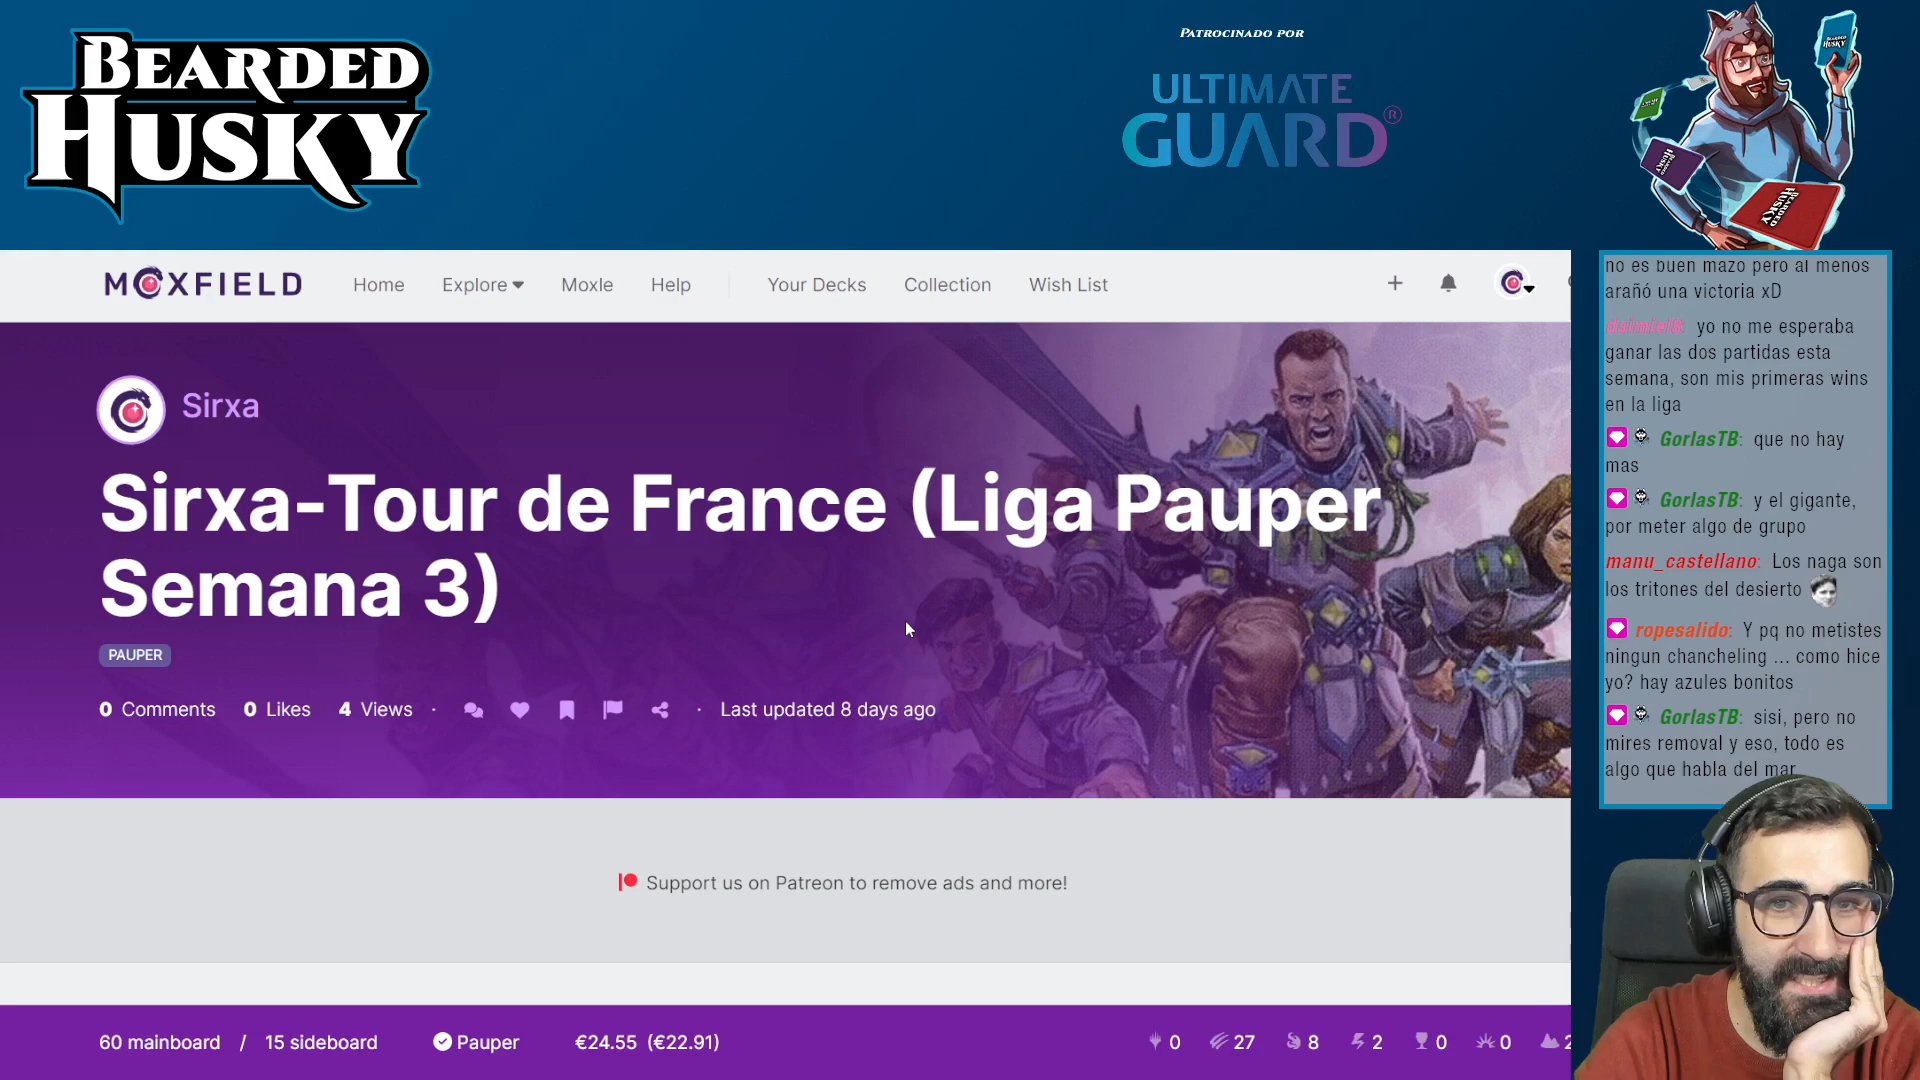 BEARDED
HUSKY
PATROCINADO POR
ULTIMATE
GUARD®
BEARDED
HUSKY
HUSKY
BEARDED
HUSKY
MOXFIELD
Home
Explore
Moxle
Help
Your Decks
Collection
Wish List
Sirxa
Sirxa-Tour de France (Liga Pauper
Semana 3)
PAUPER
0 Comments
0 Likes
4 Views
·
·
Last updated 8 days ago
Support us on Patreon to remove ads and more!
60 mainboard / 15 sideboard
Pauper
€24.55 (€22.91)
0
27
8
2
0
0
no es buen mazo pero al menos
arañó una victoria xD
daimiel8: yo no me esperaba
ganar las dos partidas esta
semana, son mis primeras wins
en la liga
GorlasTB: que no hay
mas
GorlasTB: y el gigante,
por meter algo de grupo
manu_castellano: Los naga son
los tritones del desierto
ropesalido: Y pq no metistes
ningun chancheling ... como hice
yo? hay azules bonitos
GorlasTB: sisi, pero no
mires removal y eso, todo es
algo que habla del mar